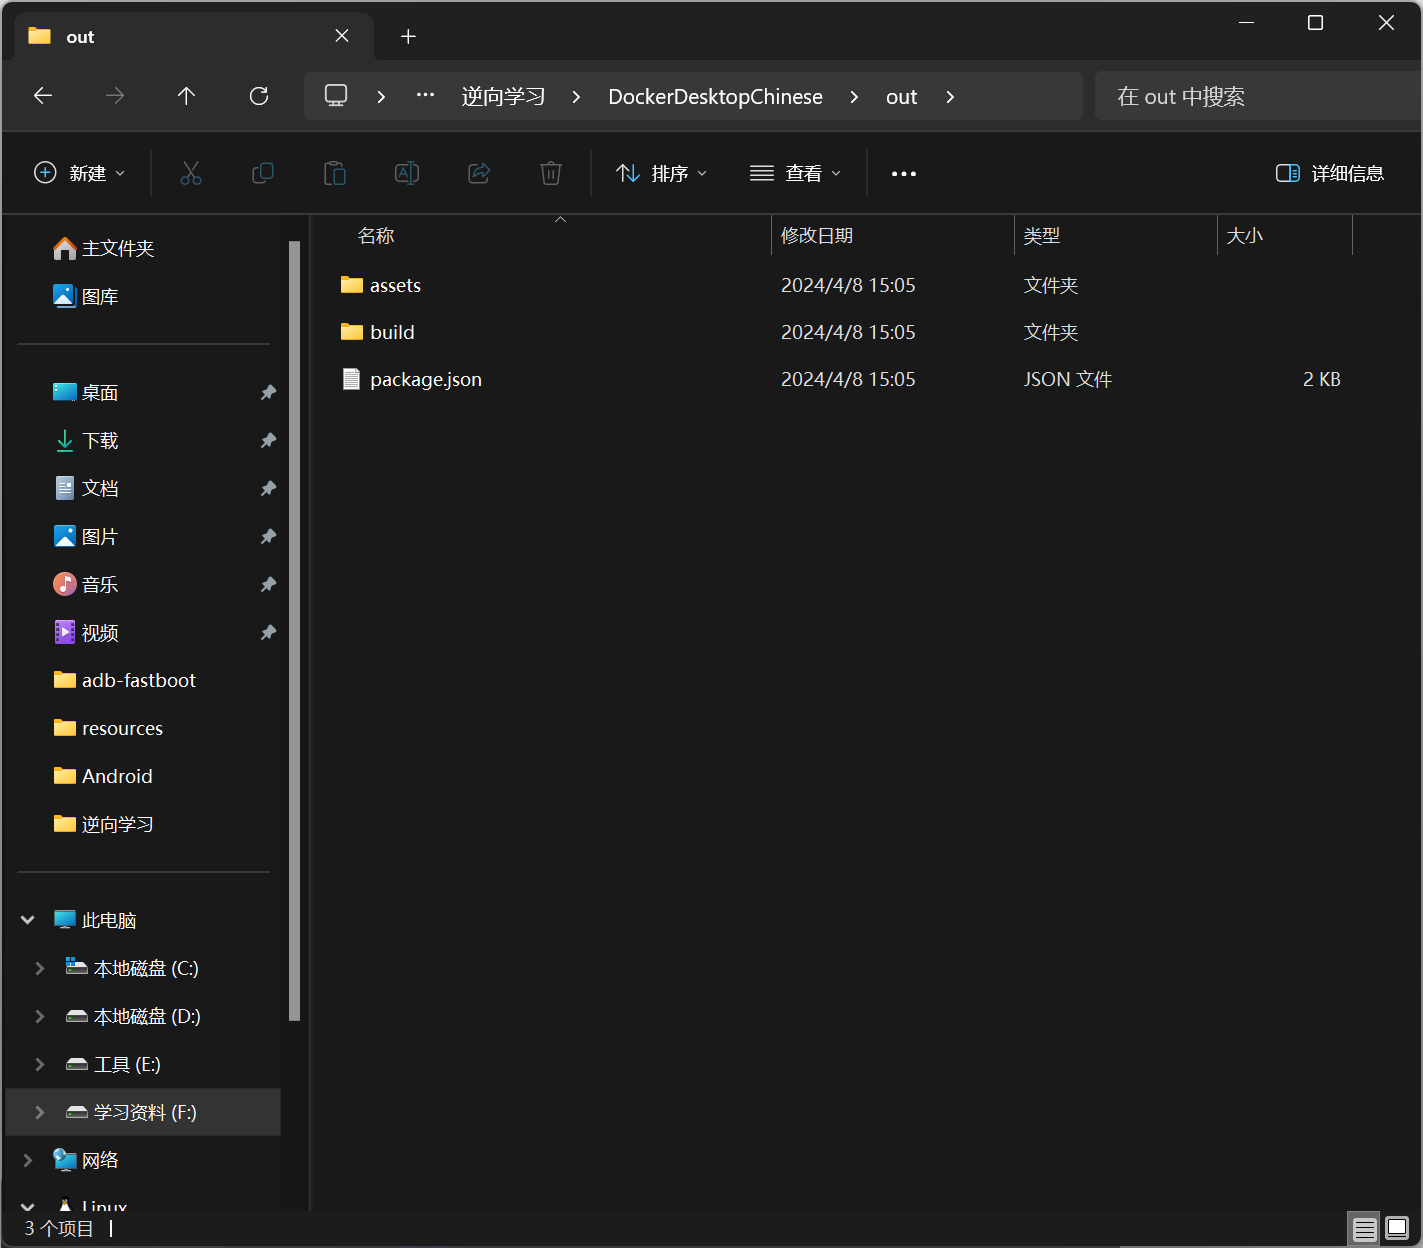 out
逆向学习
DockerDesktopChinese
out
在 out 中搜索
新建
排序
查看
详细信息
主文件夹
图库
桌面
下载
文档
图片
音乐
视频
adb-fastboot
resources
Android
逆向学习
此电脑
本地磁盘 (C:)
本地磁盘 (D:)
工具 (E:)
学习资料 (F:)
网络
Linux
名称 修改日期 类型 大小
assets 2024/4/8 15:05 文件夹
build 2024/4/8 15:05 文件夹
package.json 2024/4/8 15:05 JSON 文件 2 KB
3 个项目